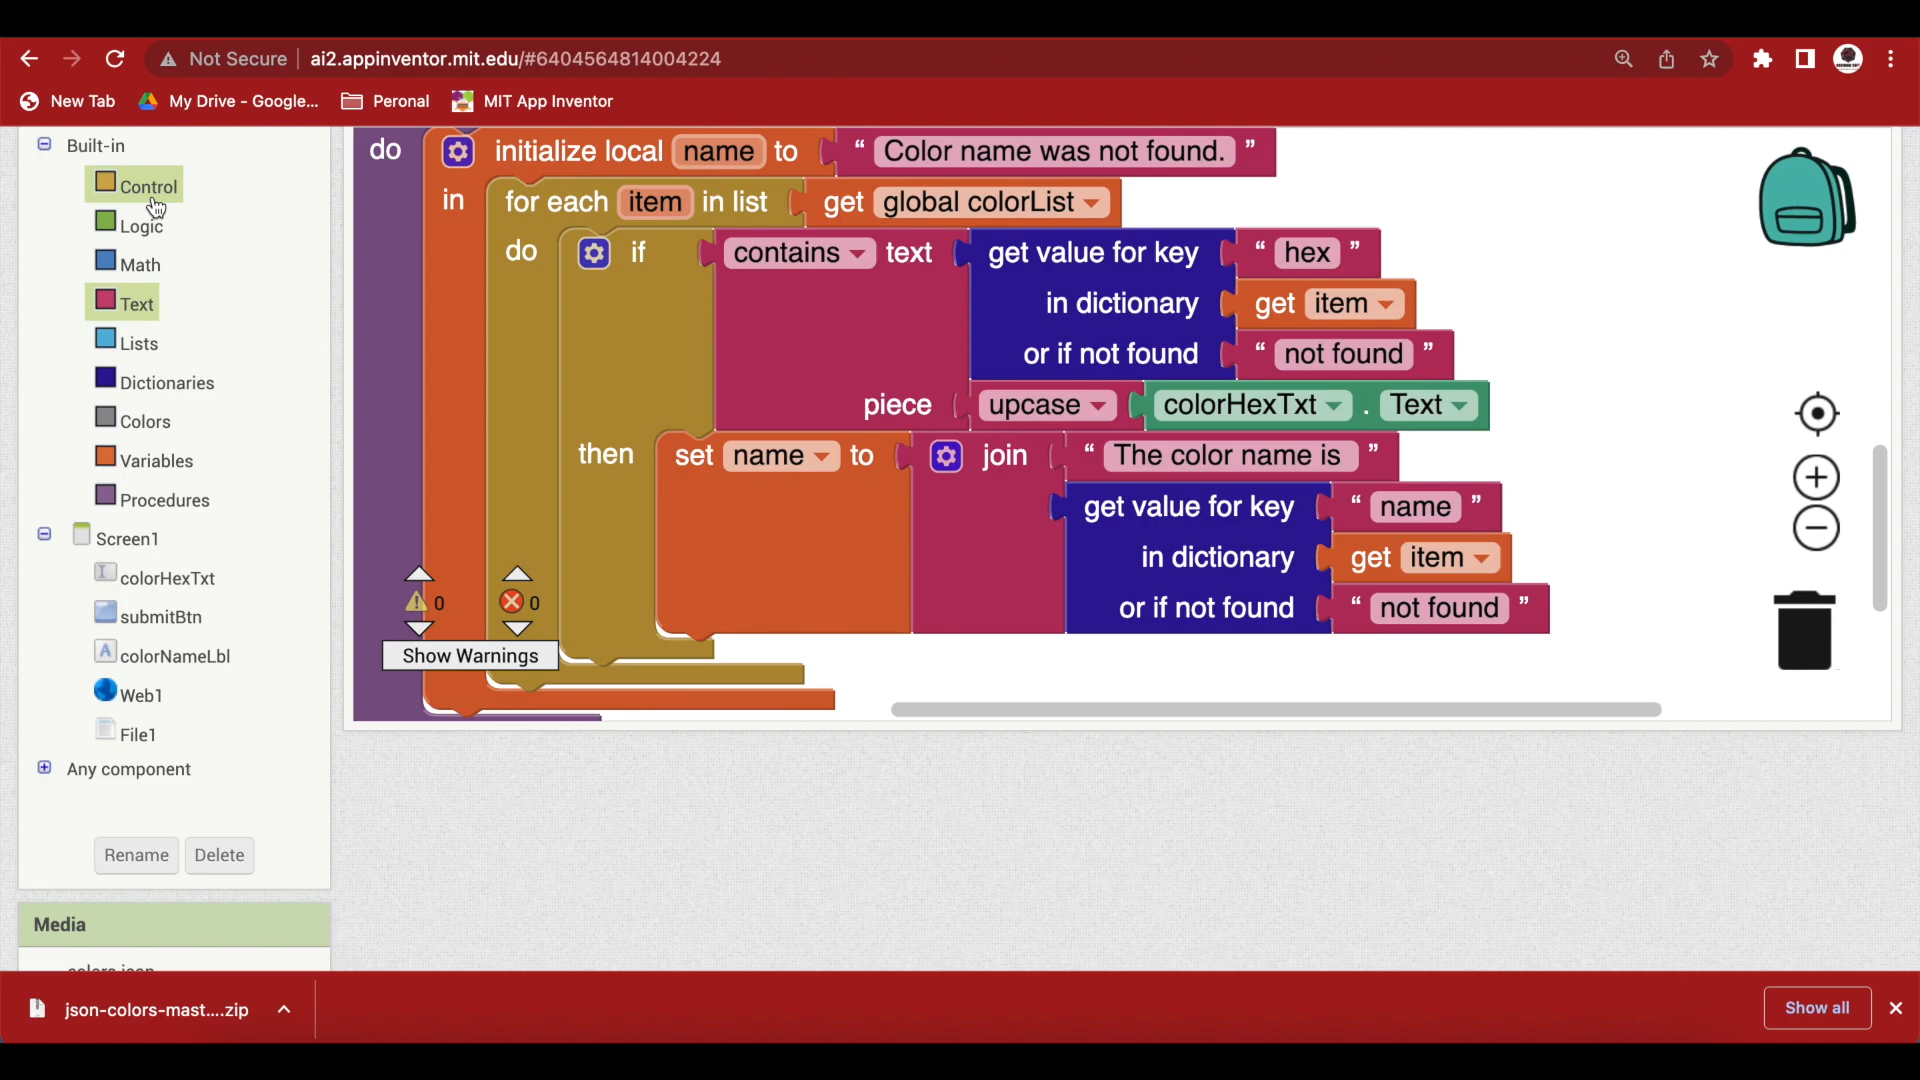 Not Secure | ai2.appinventor.mit.edu/#6404564814004224
New Tab My Drive - Google... Peronal MIT App Inventor
Built-in
Control
Logic
Math
Text
Lists
Dictionaries
Colors
Variables
Procedures
Screen1
colorHexTxt
submitBtn
colorNameLbl
Web1
File1
Any component
Rename Delete
Media
colors.json
do initialize local name to “ Color name was not found. ”
in for each item in list get global colorList
do if contains text get value for key “ hex ”
in dictionary get item
or if not found “ not found ”
piece upcase colorHexTxt . Text
then set name to join “ The color name is ”
get value for key “ name ”
in dictionary get item
or if not found “ not found ”
0 0
Show Warnings
json-colors-mast....zip
Show all